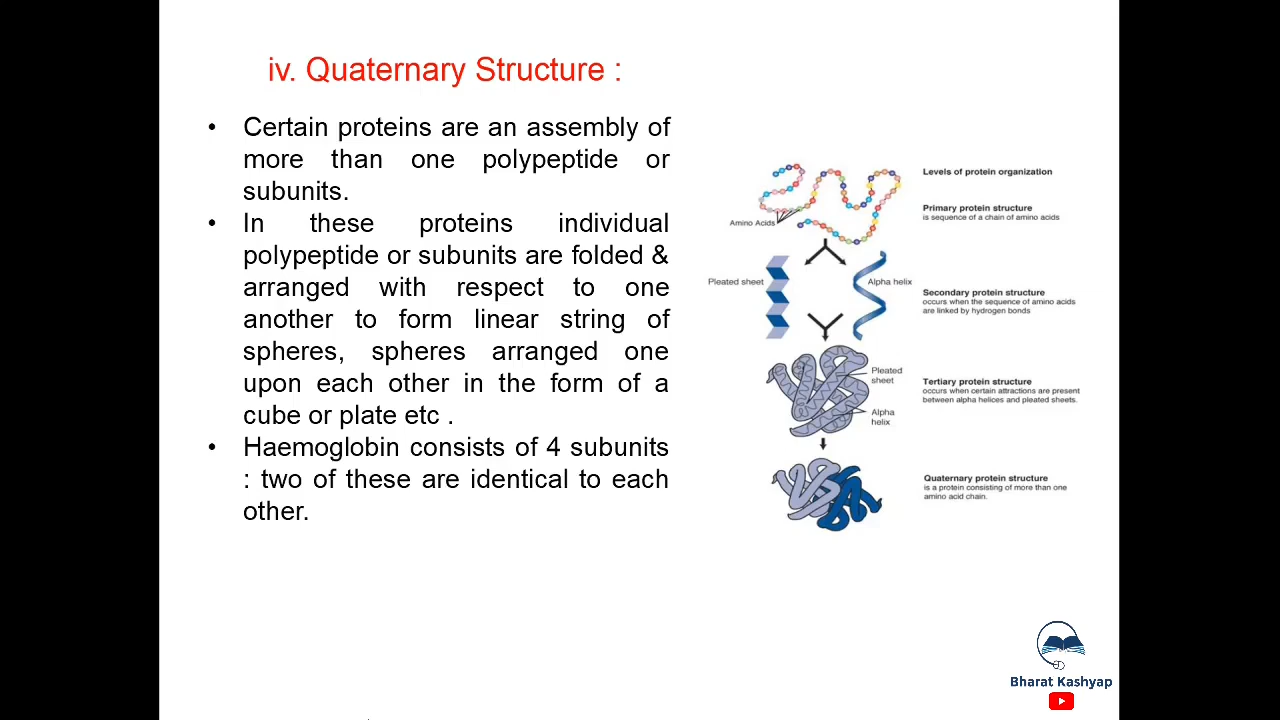 iv. Quaternary Structure :
• Certain proteins are an assembly of
more than one polypeptide or
subunits.
• In these proteins individual
polypeptide or subunits are folded &
arranged with respect to one
another to form linear string of
spheres, spheres arranged one
upon each other in the form of a
cube or plate etc .
• Haemoglobin consists of 4 subunits
: two of these are identical to each
other.
Levels of protein organization
Primary protein structure
is sequence of a chain of amino acids
Amino Acids
Pleated sheet
Alpha helix
Secondary protein structure
occurs when the sequence of amino acids
are linked by hydrogen bonds
Pleated
sheet
Tertiary protein structure
occurs when certain attractions are present
between alpha helices and pleated sheets.
Alpha
helix
Quaternary protein structure
is a protein consisting of more than one
amino acid chain.
Bharat Kashyap